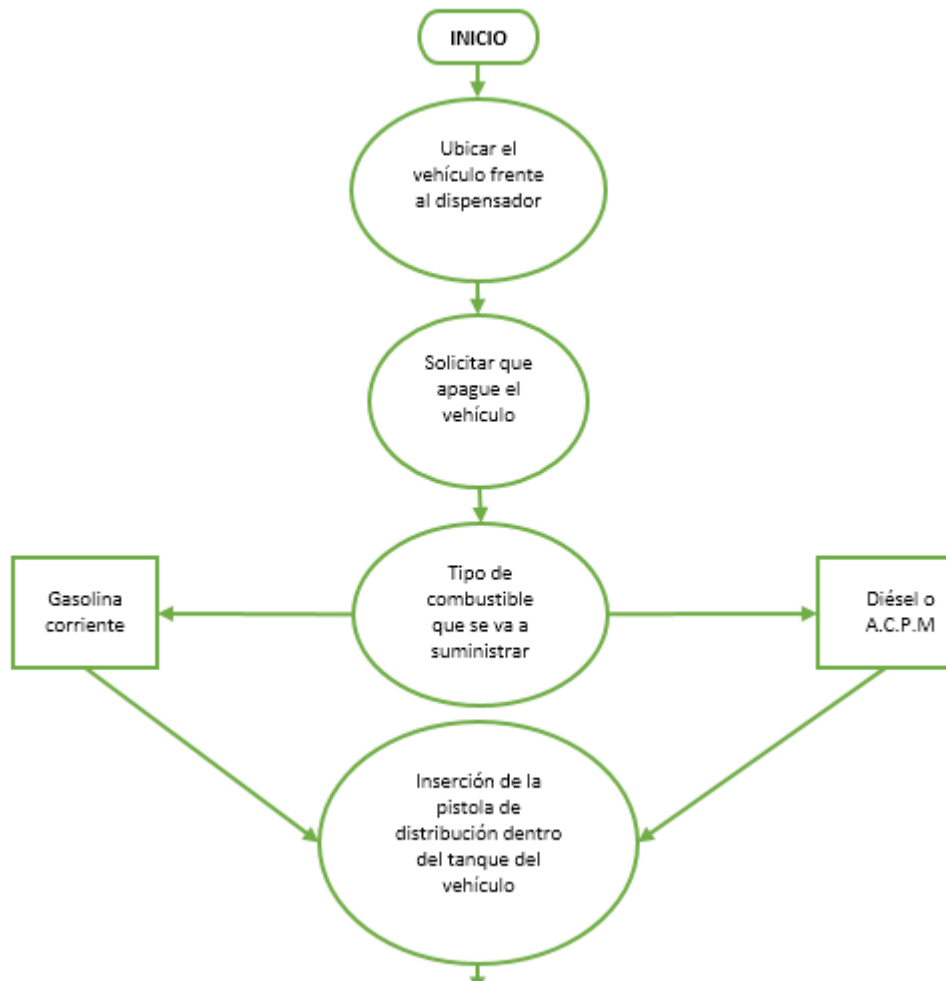 INICIO
Ubicar el
vehículo frente
al dispensador
Solicitar que
apague el
vehículo
Tipo de
combustible
que se va a
suministrar
Gasolina
corriente
Diésel o
A.C.P.M
Inserción de la
pistola de
distribución dentro
del tanque del
vehículo